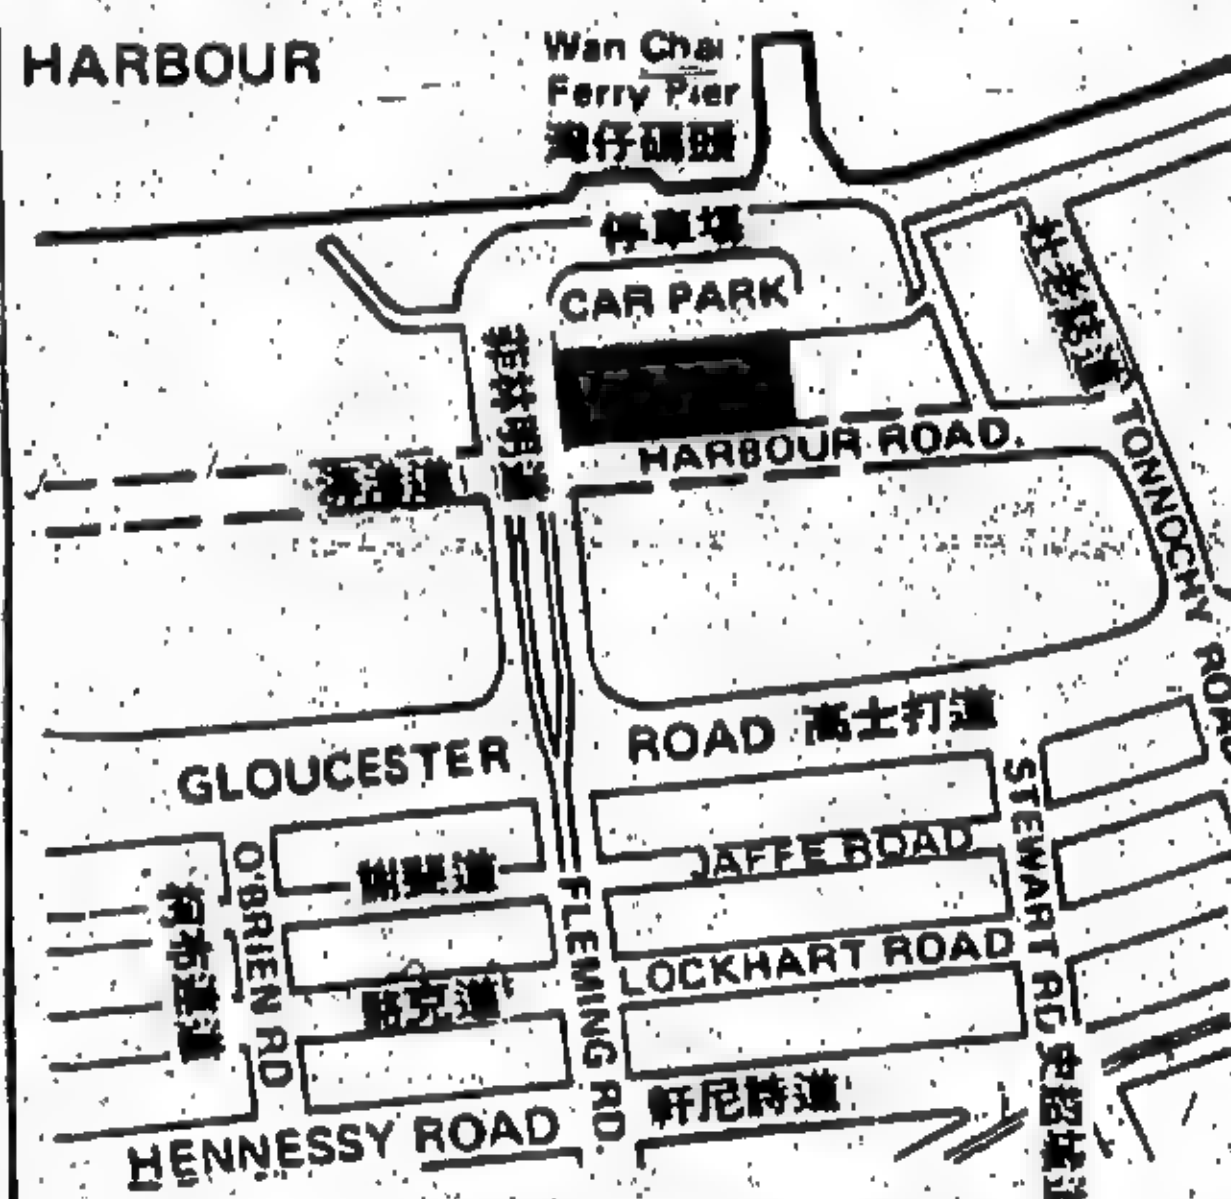 HARBOUR
Wan Chai
Ferry Pier
灣仔碼頭
停車場
CAR PARK
杜老誌道
菲林明道
HARBOUR ROAD.
港灣道
TONNOCHY ROAD
ROAD 高士打道
GLOUCESTER
STEWART RD
JAFFE ROAD
謝斐道
O'BRIEN RD
柯布連道
FLEMING RD.
LOCKHART ROAD
駱克道
軒尼詩道
HENNESSY ROAD